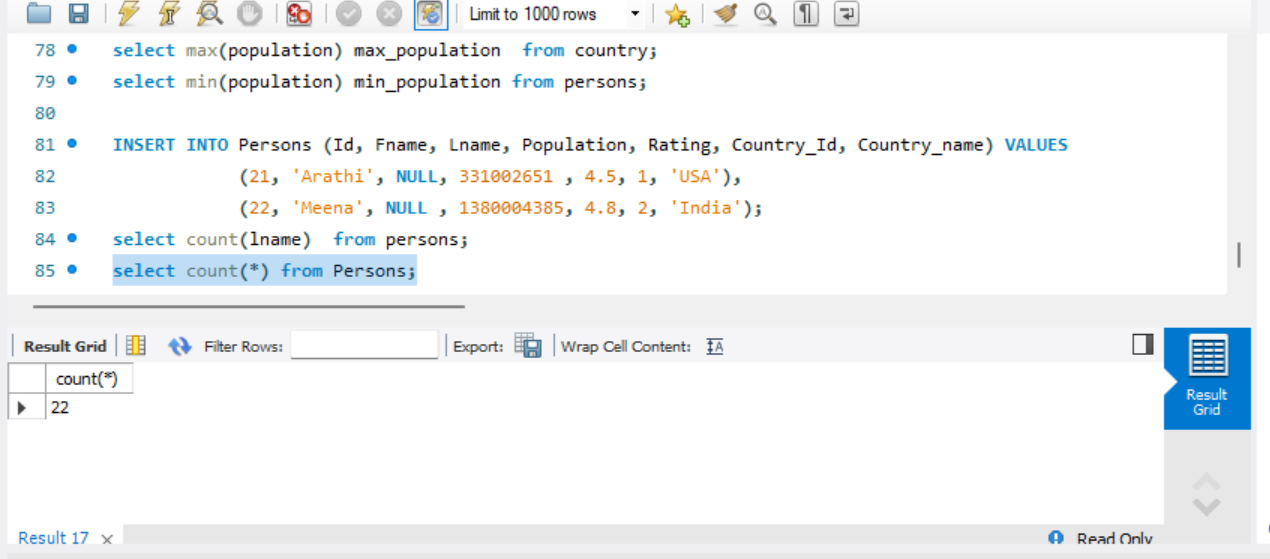 Limit to 1000 rows
78 select max(population) max_population  from country;
79 select min(population) min_population from persons;
80
81 INSERT INTO Persons (Id, Fname, Lname, Population, Rating, Country_Id, Country_name) VALUES
82 (21, 'Arathi', NULL, 331002651 , 4.5, 1, 'USA'),
83 (22, 'Meena', NULL , 1380004385, 4.8, 2, 'India');
84 select count(lname)  from persons;
85 select count(*) from Persons;
Result Grid Filter Rows: Export: Wrap Cell Content: IA
count(*)
22
Result
Grid
Result 17 × Read Only